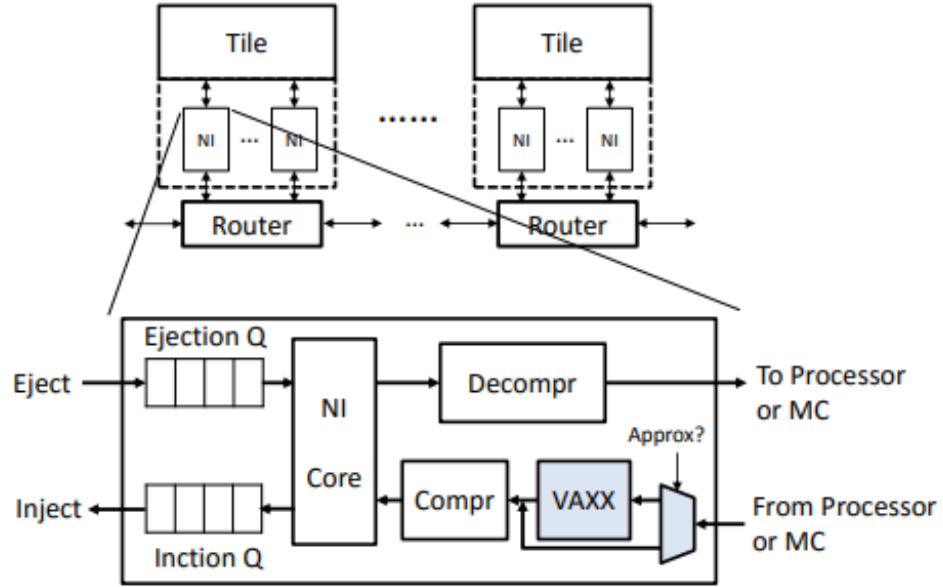 Tile
Tile
......
NI
...
NI
NI
...
NI
Router
...
Router
Ejection Q
Eject
NI
Core
Decompr
To Processor
or MC
Approx?
Inject
Compr
VAXX
From Processor
or MC
Inction Q